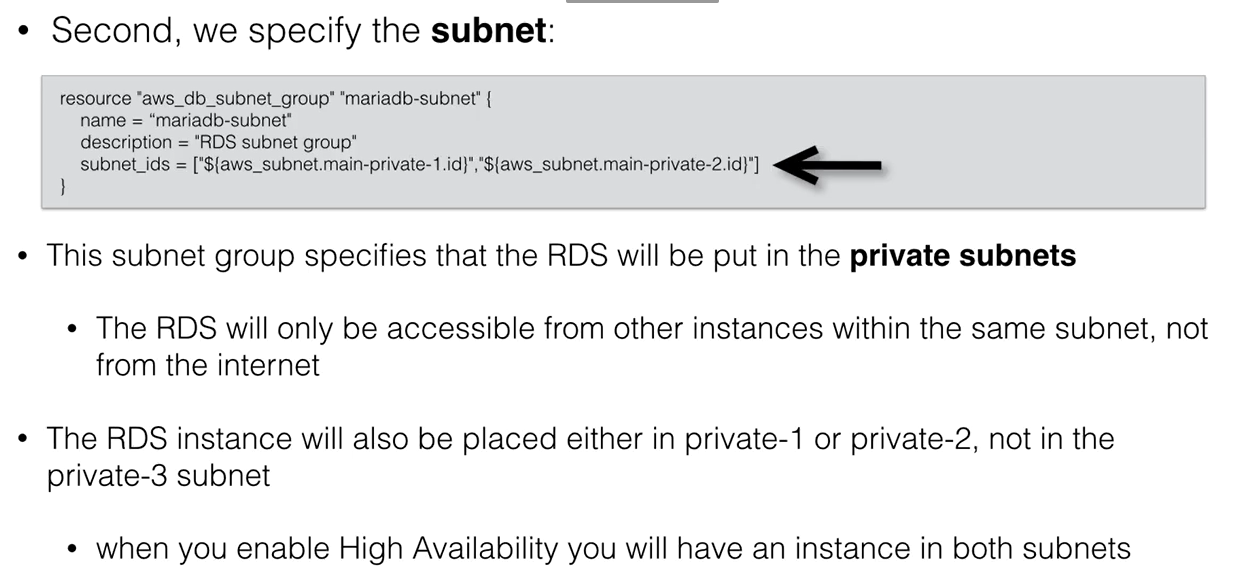 • Second, we specify the subnet:
resource "aws_db_subnet_group" "mariadb-subnet" {
name = “mariadb-subnet"
description = "RDS subnet group"
subnet_ids = ["${aws_subnet.main-private-1.id}","${aws_subnet.main-private-2.id}"]
}
• This subnet group specifies that the RDS will be put in the private subnets
• The RDS will only be accessible from other instances within the same subnet, not
from the internet
• The RDS instance will also be placed either in private-1 or private-2, not in the
private-3 subnet
• when you enable High Availability you will have an instance in both subnets